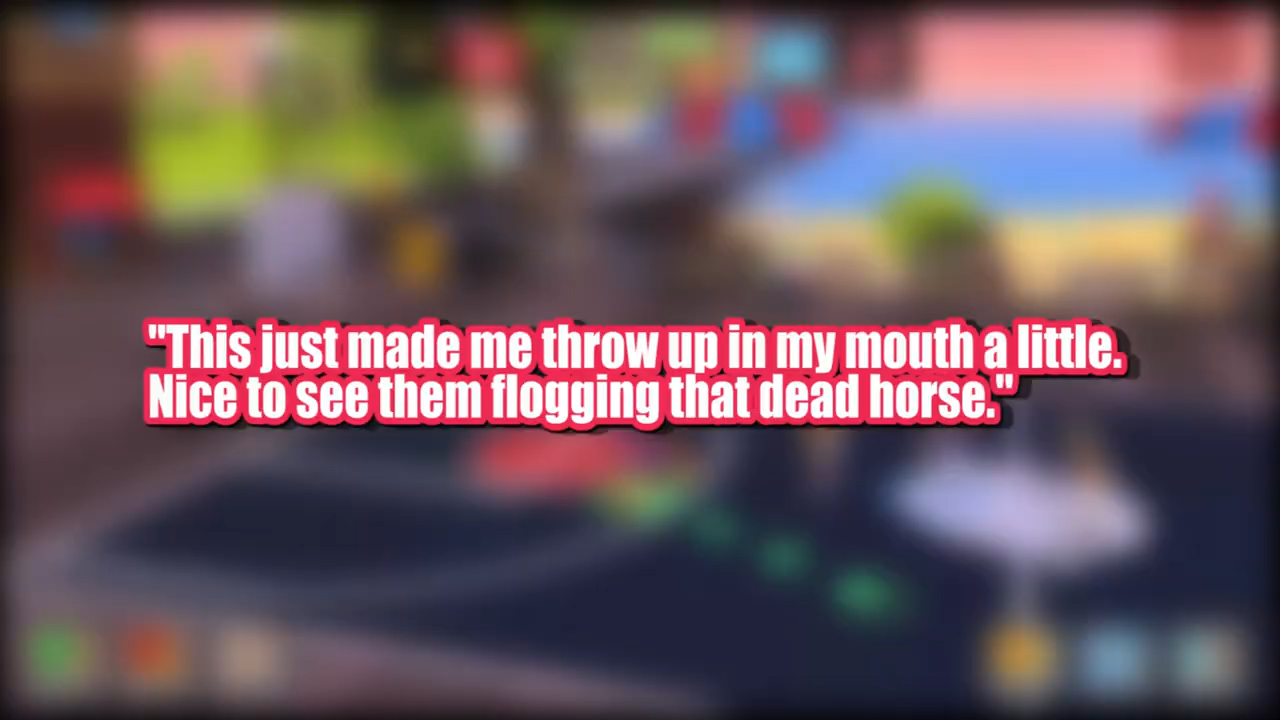 "This just made me throw up in my mouth a little.
Nice to see them flogging that dead horse."